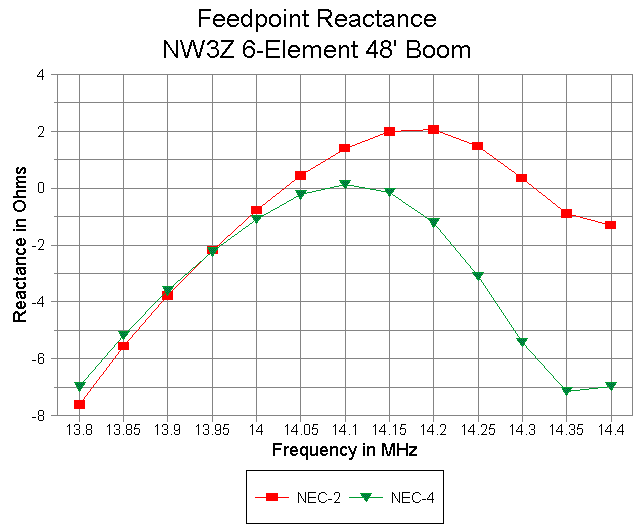 Feedpoint Reactance
NW3Z 6-Element 48' Boom
4
2
0
-2
-4
-6
-8
Reactance in Ohms
13.8 13.85 13.9 13.95 14 14.05 14.1 14.15 14.2 14.25 14.3 14.35 14.4
Frequency in MHz
NEC-2 NEC-4